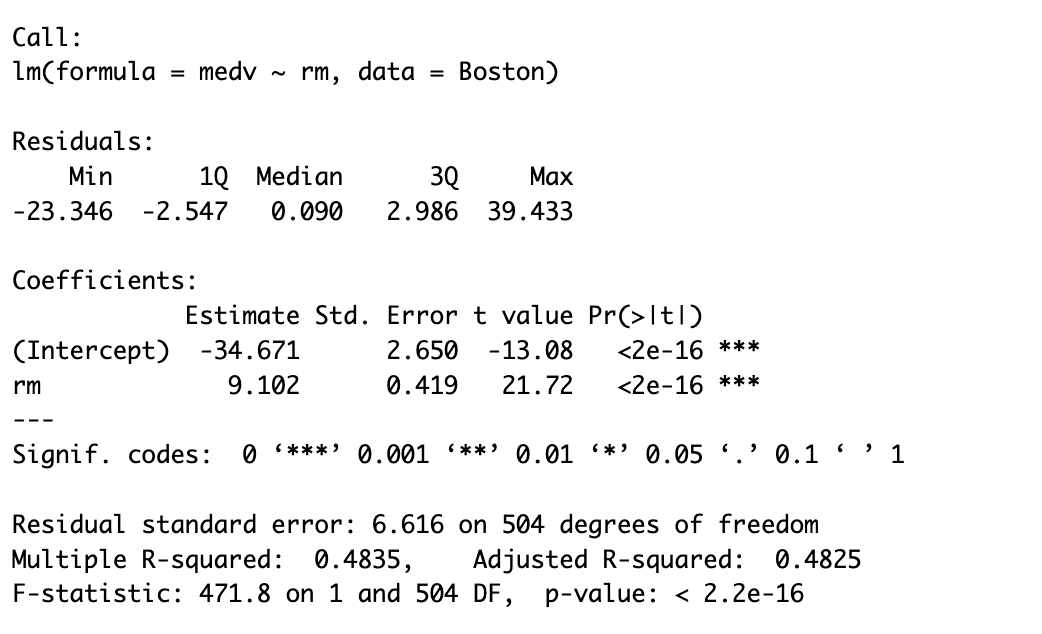 Call:
lm(formula = medv ~ rm, data = Boston)
Residuals:
    Min      1Q  Median      3Q     Max
-23.346  -2.547   0.090   2.986  39.433
Coefficients:
            Estimate Std. Error t value Pr(>|t|)
(Intercept)  -34.671      2.650  -13.08   <2e-16 ***
rm             9.102      0.419   21.72   <2e-16 ***
---
Signif. codes:  0 ‘***’ 0.001 ‘**’ 0.01 ‘*’ 0.05 ‘.’ 0.1 ‘ ’ 1
Residual standard error: 6.616 on 504 degrees of freedom
Multiple R-squared:  0.4835,    Adjusted R-squared:  0.4825
F-statistic: 471.8 on 1 and 504 DF,  p-value: < 2.2e-16